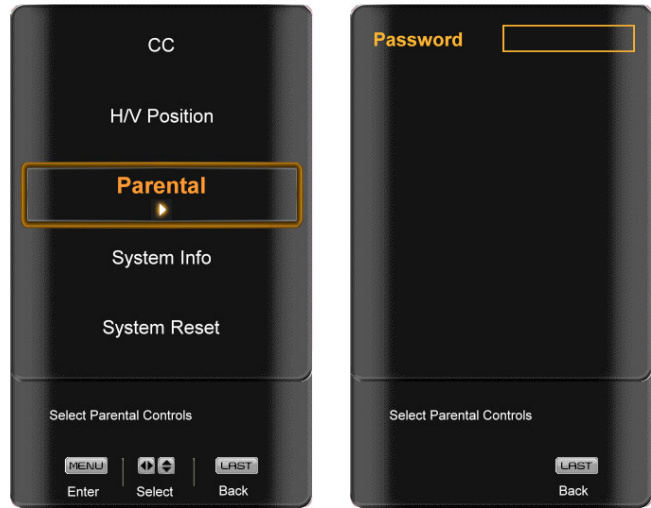 CC
H/V Position
Parental
System Info
System Reset
Select Parental Controls
MENU LAST
Enter Select Back
Password
Select Parental Controls
LAST
Back